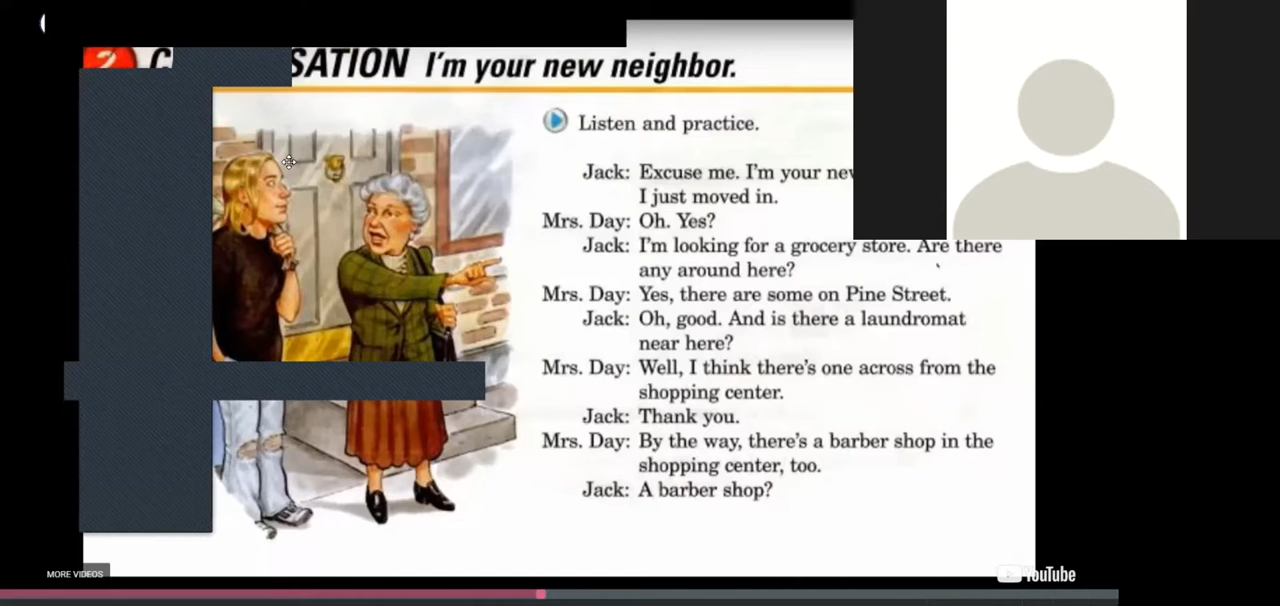 2 SATION I'm your new neighbor.
Listen and practice.
Jack: Excuse me. I'm your
I just moved in.
Mrs. Day: Oh. Yes?
Jack: I'm looking for a grocery store. Are there
any around here?
Mrs. Day: Yes, there are some on Pine Street.
Jack: Oh, good. And is there a laundromat
near here?
Mrs. Day: Well, I think there's one across from the
shopping center.
Jack: Thank you.
Mrs. Day: By the way, there's a barber shop in the
shopping center, too.
Jack: A barber shop?
MORE VIDEOS
YouTube